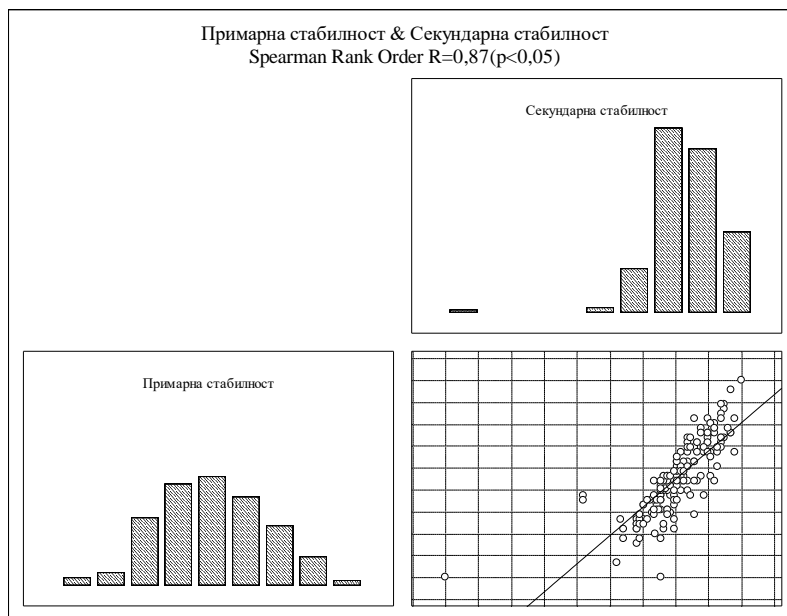 Примарна стабилност & Секундарна стабилност
Spearman Rank Order R=0,87(p<0,05)
Секундарна стабилност
Примарна стабилност